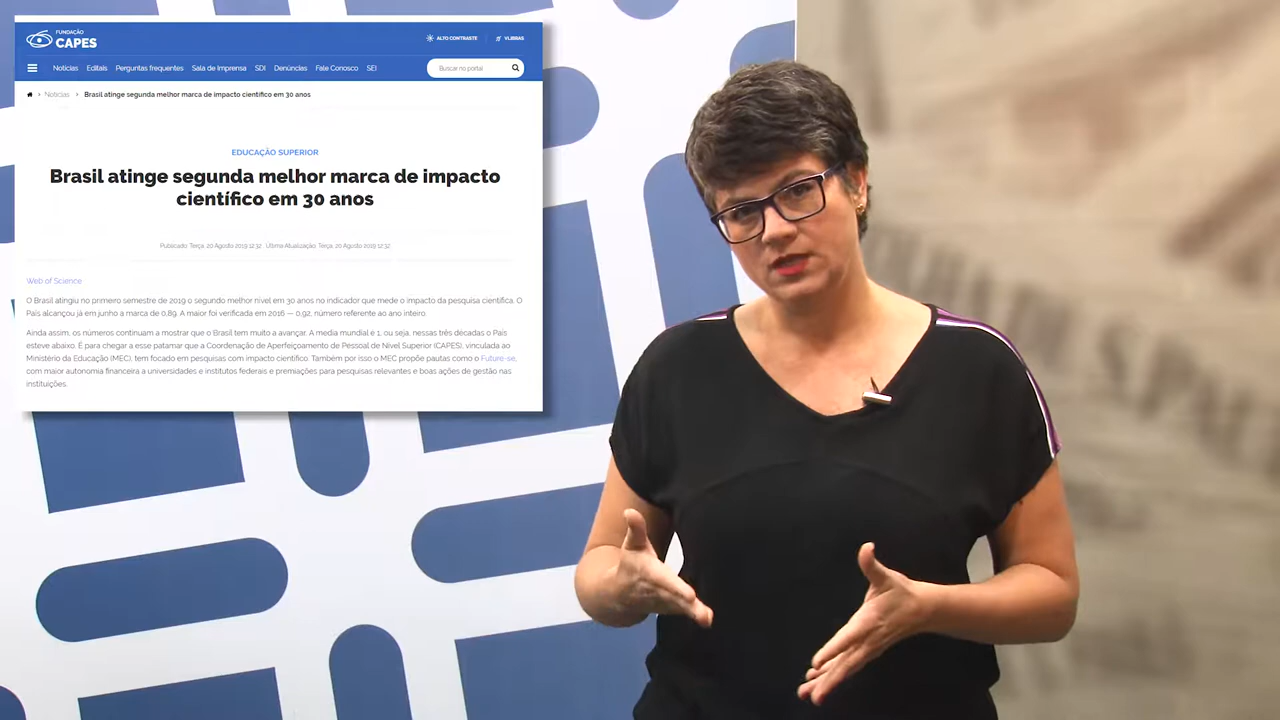 FUNDAÇÃO
CAPES
ALTO CONTRASTE
VLIBRAS
Notícias Editais Perguntas frequentes Sala de Imprensa SDI Denúncias Fale Conosco SEI
Buscar no portal
Notícias > Brasil atinge segunda melhor marca de impacto científico em 30 anos
EDUCAÇÃO SUPERIOR
Brasil atinge segunda melhor marca de impacto
científico em 30 anos
Publicado: Terça, 20 Agosto 2019 12:32 . Última Atualização: Terça, 20 Agosto 2019 12:32
Web of Science
O Brasil atingiu no primeiro semestre de 2019 o segundo melhor nível em 30 anos no indicador que mede o impacto da pesquisa científica. O
País alcançou já em junho a marca de 0,89. A maior foi verificada em 2016 — 0,92, número referente ao ano inteiro.
Ainda assim, os números continuam a mostrar que o Brasil tem muito a avançar. A média mundial é 1, ou seja, nessas três décadas o País
esteve abaixo. É para chegar a esse patamar que a Coordenação de Aperfeiçoamento de Pessoal de Nível Superior (CAPES), vinculada ao
Ministério da Educação (MEC), tem focado em pesquisas com impacto científico. Também por isso o MEC propõe pautas como o Future-se,
com maior autonomia financeira a universidades e institutos federais e premiações para pesquisas relevantes e boas ações de gestão nas
instituições.